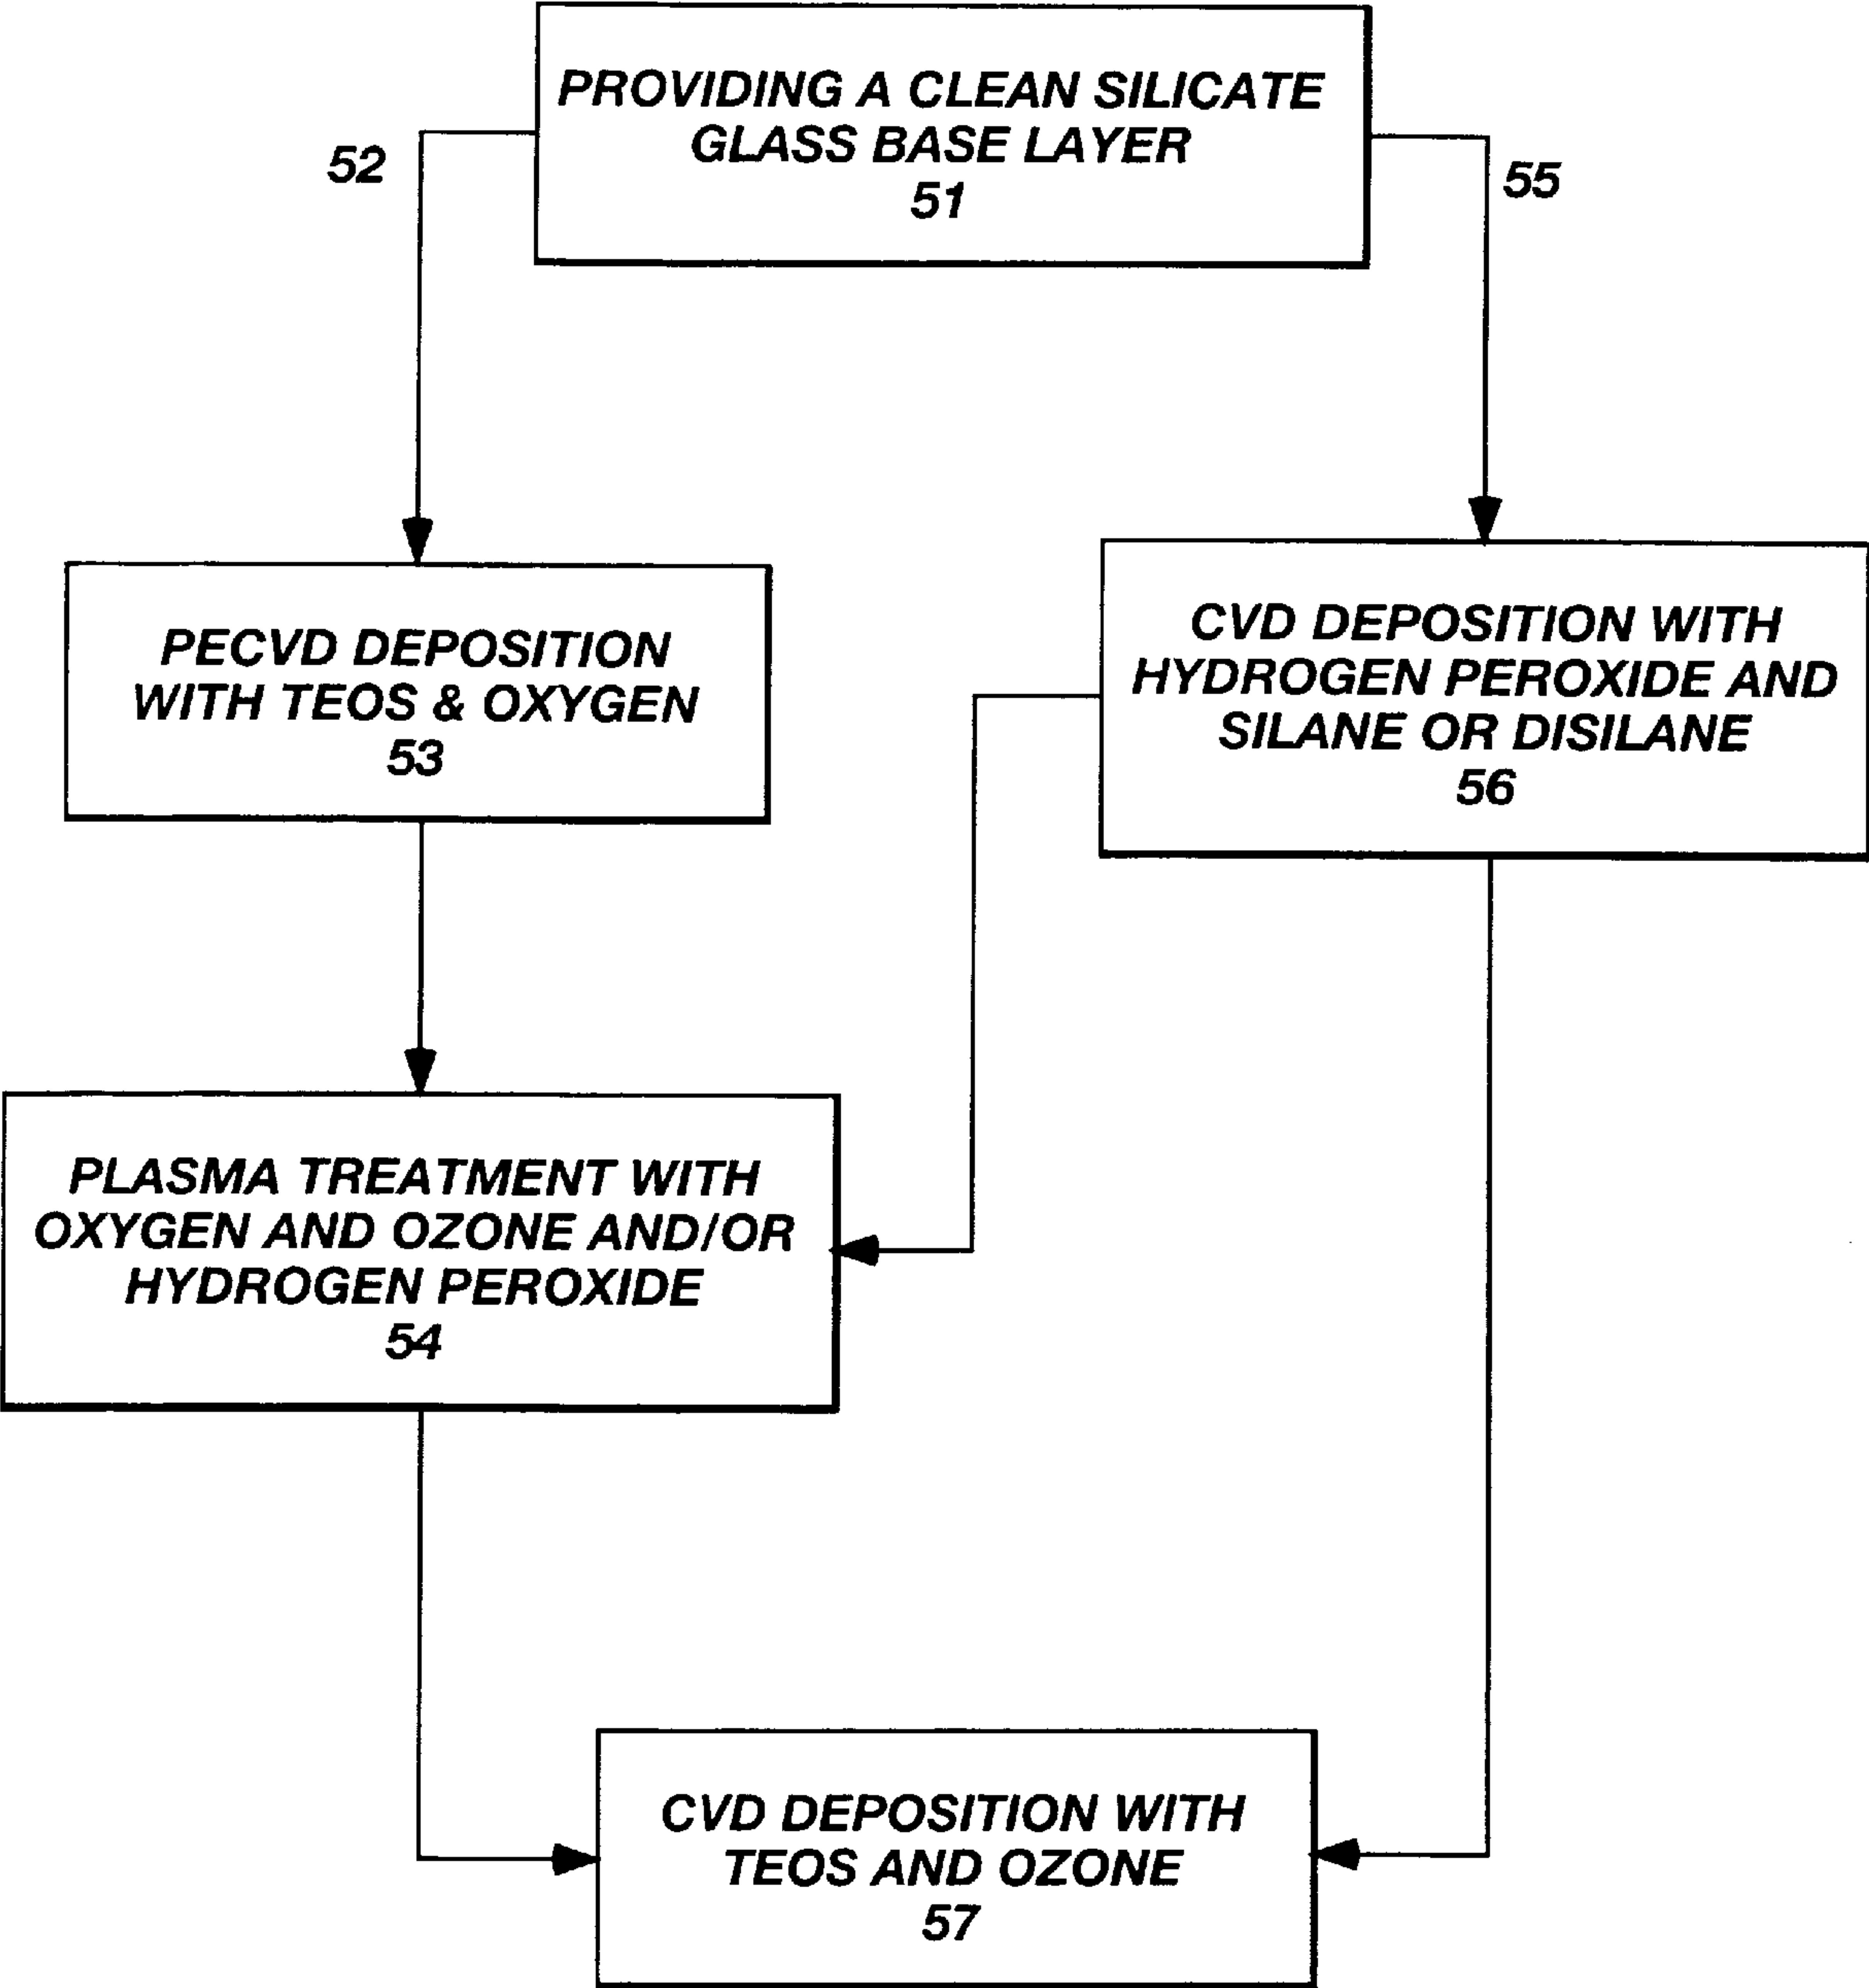 PROVIDING A CLEAN SILICATE
GLASS BASE LAYER
51
52
55
PECVD DEPOSITION
WITH TEOS & OXYGEN
53
CVD DEPOSITION WITH
HYDROGEN PEROXIDE AND
SILANE OR DISILANE
56
PLASMA TREATMENT WITH
OXYGEN AND OZONE AND/OR
HYDROGEN PEROXIDE
54
CVD DEPOSITION WITH
TEOS AND OZONE
57